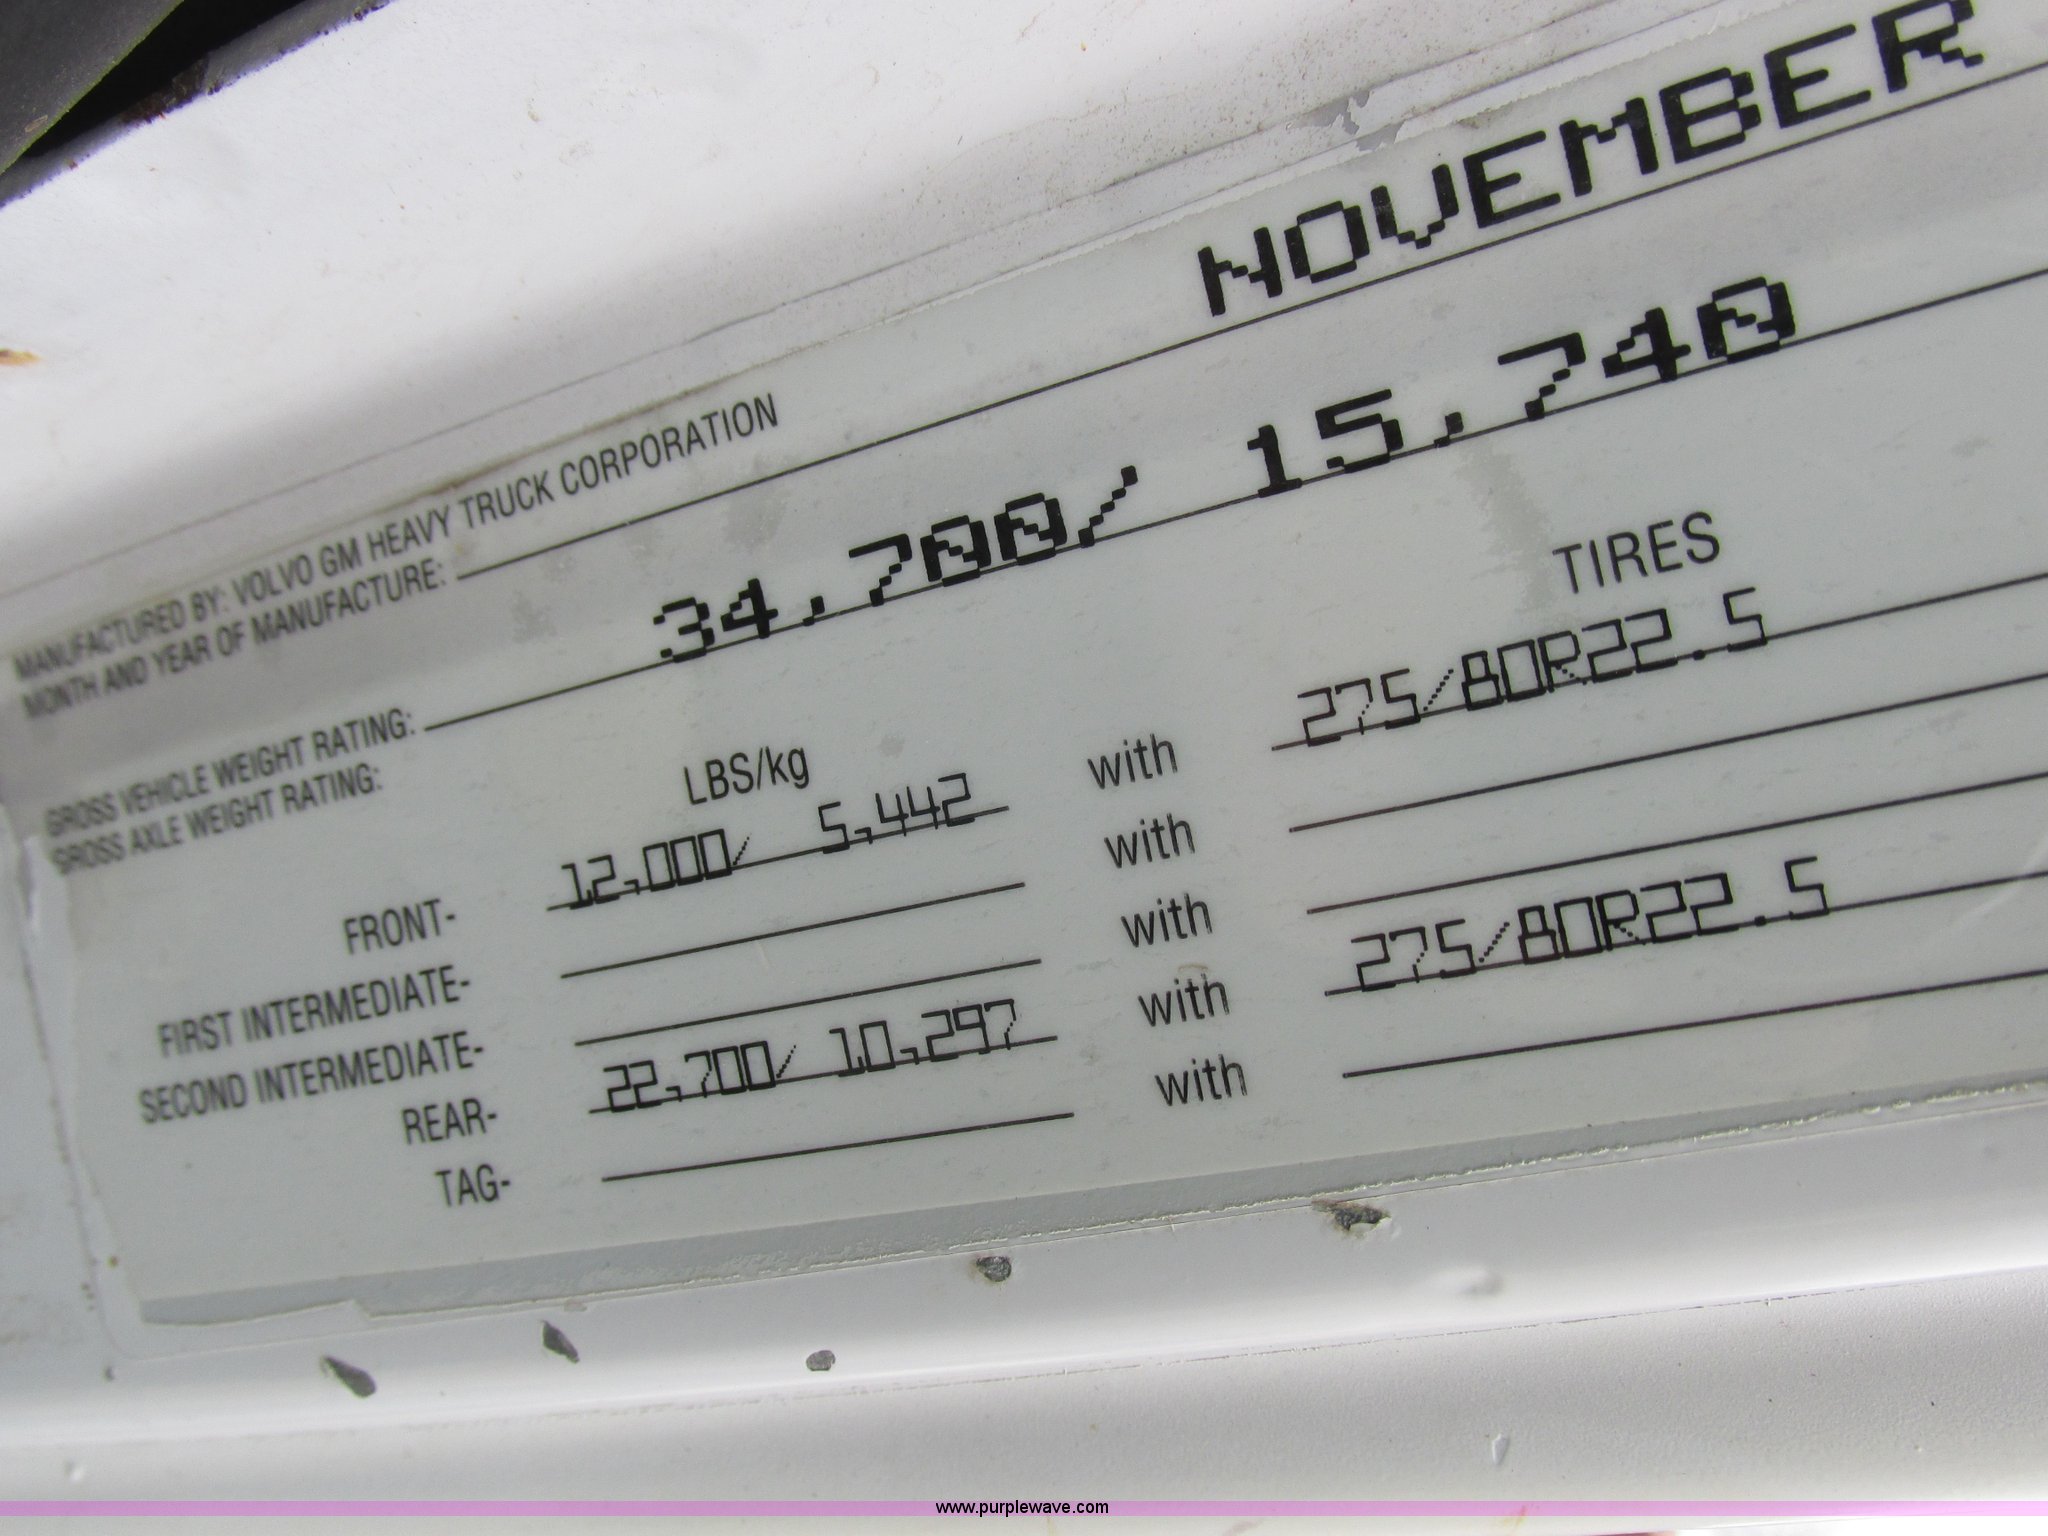 MANUFACTURED BY: VOLVO GM HEAVY TRUCK CORPORATION
MONTH AND YEAR OF MANUFACTURE: NOVEMBER
GROSS VEHICLE WEIGHT RATING: 34,700/ 15,740
GROSS AXLE WEIGHT RATING:
LBS/kg TIRES
FRONT- 12,000/ 5,442 with 275/80R22.5
FIRST INTERMEDIATE- with
SECOND INTERMEDIATE- with
REAR- 22,700/ 10,297 with 275/80R22.5
TAG- with
www.purplewave.com